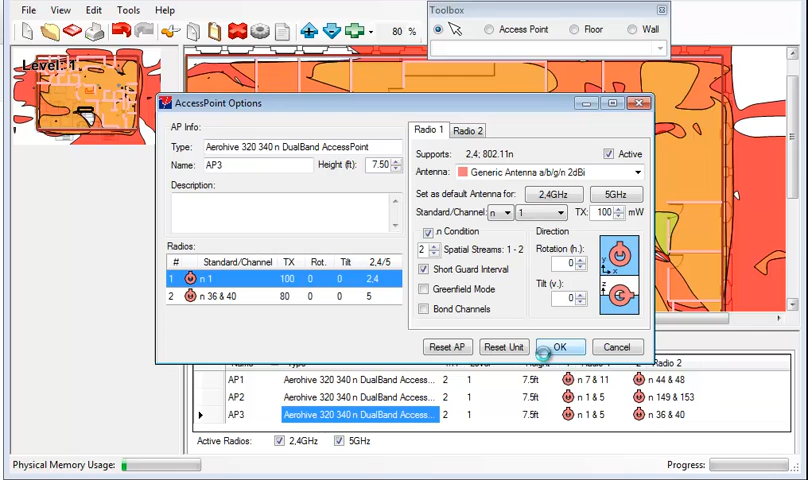 Toolbox
File View Edit Tools Help
Access Point Floor Wall
80 %
Level: 1
AccessPoint Options
AP Info:
Type: Aerohive 320 340 n DualBand AccessPoint
Name: AP3 Height (ft): 7.50
Description:
Radios:
# Standard/Channel TX Rot. Tilt 2,4/5
1 n 1 100 0 0 2,4
2 n 36 & 40 80 0 0 5
Radio 1 Radio 2
Supports: 2,4; 802.11n Active
Antenna: Generic Antenna a/b/g/n 2dBi
Set as default Antenna for: 2,4GHz 5GHz
Standard/Channel: n 1 TX: 100 mW
.n Condition
2 Spatial Streams: 1 - 2
Short Guard Interval
Greenfield Mode
Bond Channels
Direction
Rotation (h.)
0
Tilt (v.)
0
y
x
z
Reset AP Reset Unit OK Cancel
AP1 Aerohive 320 340 n DualBand Access... 2 1 7.5ft n 7 & 11 n 44 & 48
AP2 Aerohive 320 340 n DualBand Access... 2 1 7.5ft n 1 & 5 n 149 & 153
AP3 Aerohive 320 340 n DualBand Access... 2 1 7.5ft n 1 & 5 n 36 & 40
Active Radios: 2,4GHz 5GHz
Physical Memory Usage: Progress: